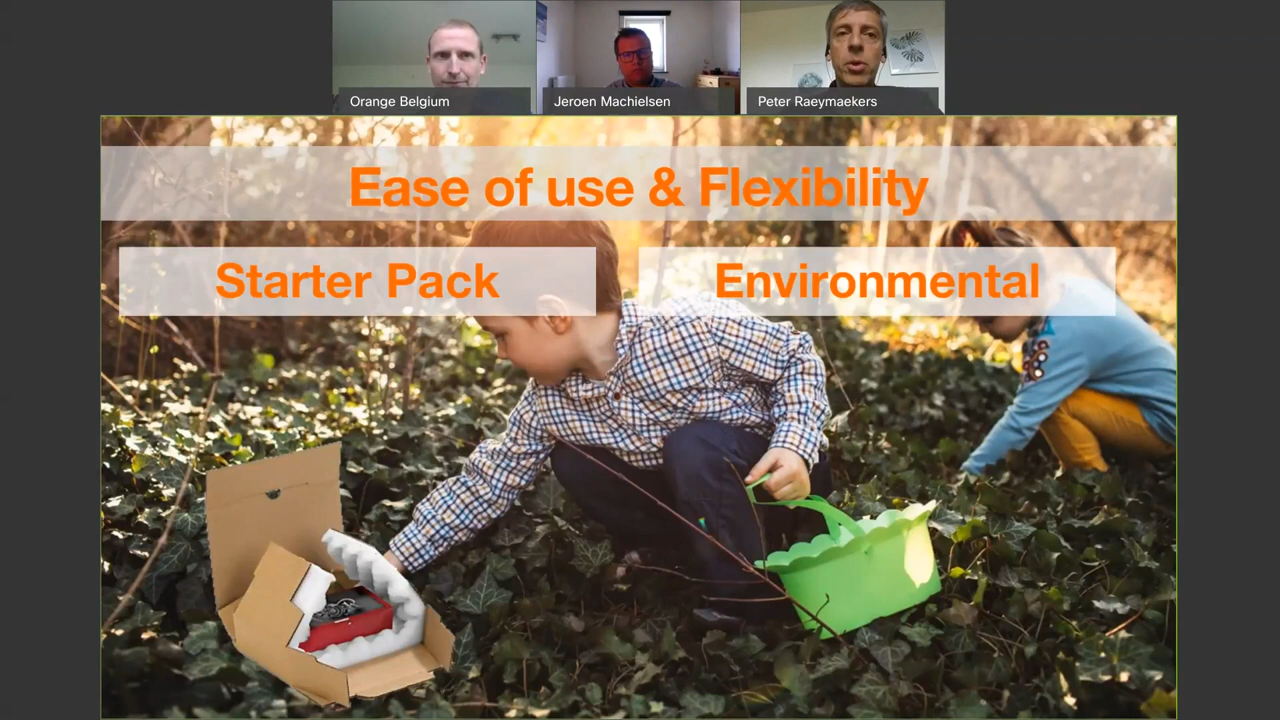 Orange Belgium
Jeroen Machielsen
Peter Raeymaekers
Ease of use & Flexibility
Starter Pack
Environmental